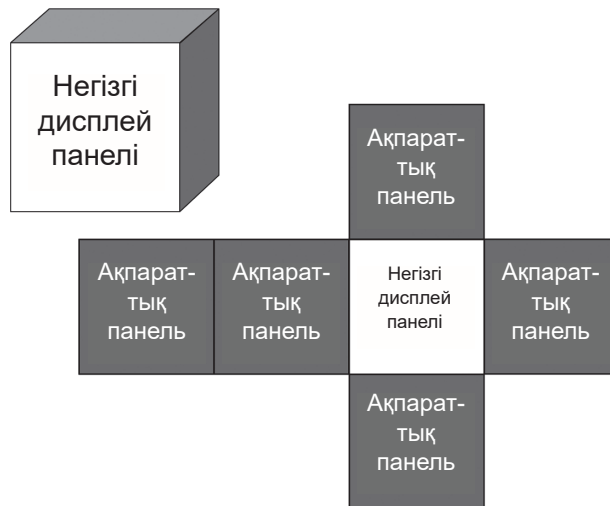 Негізгі
дисплей
панелі
Ақпарат-
тық
панель
Ақпарат-
тық
панель
Ақпарат-
тық
панель
Негізгі
дисплей
панелі
Ақпарат-
тық
панель
Ақпарат-
тық
панель